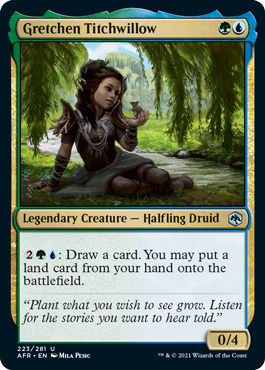 Gretchen Titchwillow
Legendary Creature — Halfling Druid
2: Draw a card. You may put a
land card from your hand onto the
battlefield.
“Plant what you wish to see grow. Listen
for the stories you want to hear told.”
0/4
223/281 U
AFR • EN Mila Pesic
™ & © 2021 Wizards of the Coast